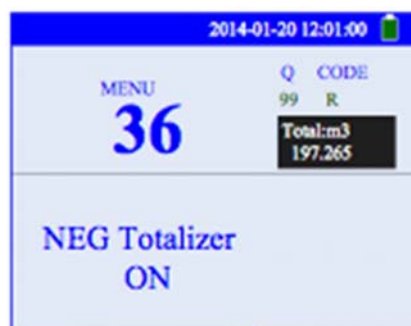 2014-01-20 12:01:00
MENU
36
Q CODE
99 R
Total:m3
197.265
NEG Totalizer
ON